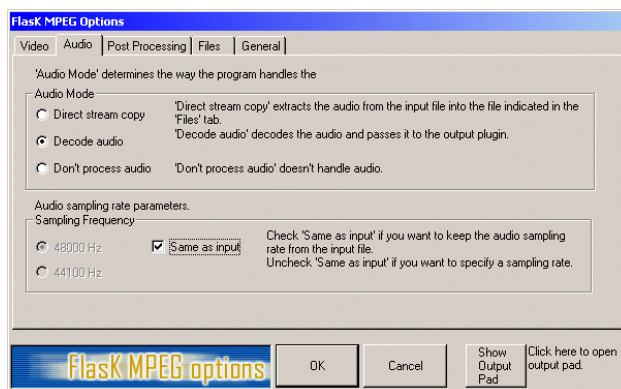 FlasK MPEG Options
Video Audio Post Processing Files General
'Audio Mode' determines the way the program handles the
Audio Mode
Direct stream copy
'Direct stream copy' extracts the audio from the input file into the file indicated in the
'Files' tab.
Decode audio
'Decode audio' decodes the audio and passes it to the output plugin.
Don't process audio
'Don't process audio' doesn't handle audio.
Audio sampling rate parameters.
Sampling Frequency
48000 Hz
Same as input
44100 Hz
Check 'Same as input' if you want to keep the audio sampling
rate from the input file.
Uncheck 'Same as input' if you want to specify a sampling rate.
FlasK MPEG options
OK
Cancel
Show
Output
Pad
Click here to open
output pad.